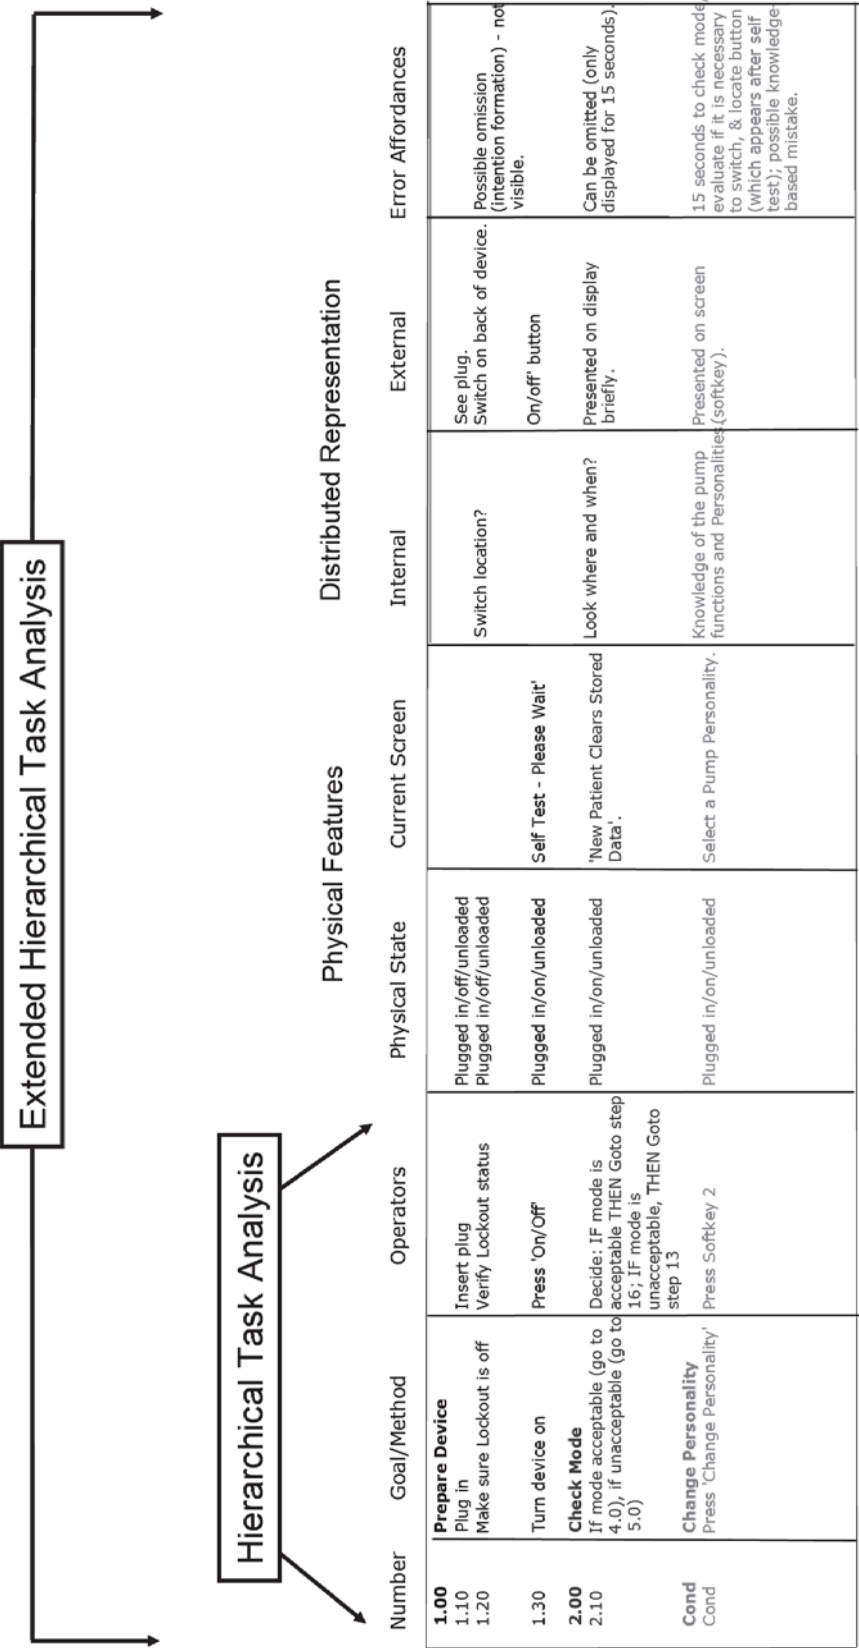 Extended Hierarchical Task Analysis
Hierarchical Task Analysis
Physical Features
Distributed Representation
Number
Goal/Method
Operators
Physical State
Current Screen
Internal
External
Error Affordances
1.00
Prepare Device
1.10
Plug in
Insert plug
Plugged in/off/unloaded
See plug.
1.20
Make sure Lockout is off
Verify Lockout status
Plugged in/off/unloaded
Switch location?
Switch on back of device.
Possible omission
(intention formation) - not
visible.
1.30
Turn device on
Press 'On/Off'
Plugged in/on/unloaded
Self Test - Please Wait'
On/off' button
2.00
Check Mode
2.10
If mode acceptable (go to
4.0), if unacceptable (go to
5.0)
Decide: IF mode is
acceptable THEN Goto step
16; IF mode is
unacceptable, THEN Goto
step 13
Plugged in/on/unloaded
'New Patient Clears Stored
Data'.
Look where and when?
Presented on display
briefly.
Can be omitted (only
displayed for 15 seconds).
Cond
Change Personality
Cond
Press 'Change Personality'
Press Softkey 2
Plugged in/on/unloaded
Select a Pump Personality.
Knowledge of the pump
functions and Personalities
Presented on screen
(softkey).
15 seconds to check mode,
evaluate if it is necessary
to switch, & locate button
(which appears after self
test); possible knowledge-
based mistake.